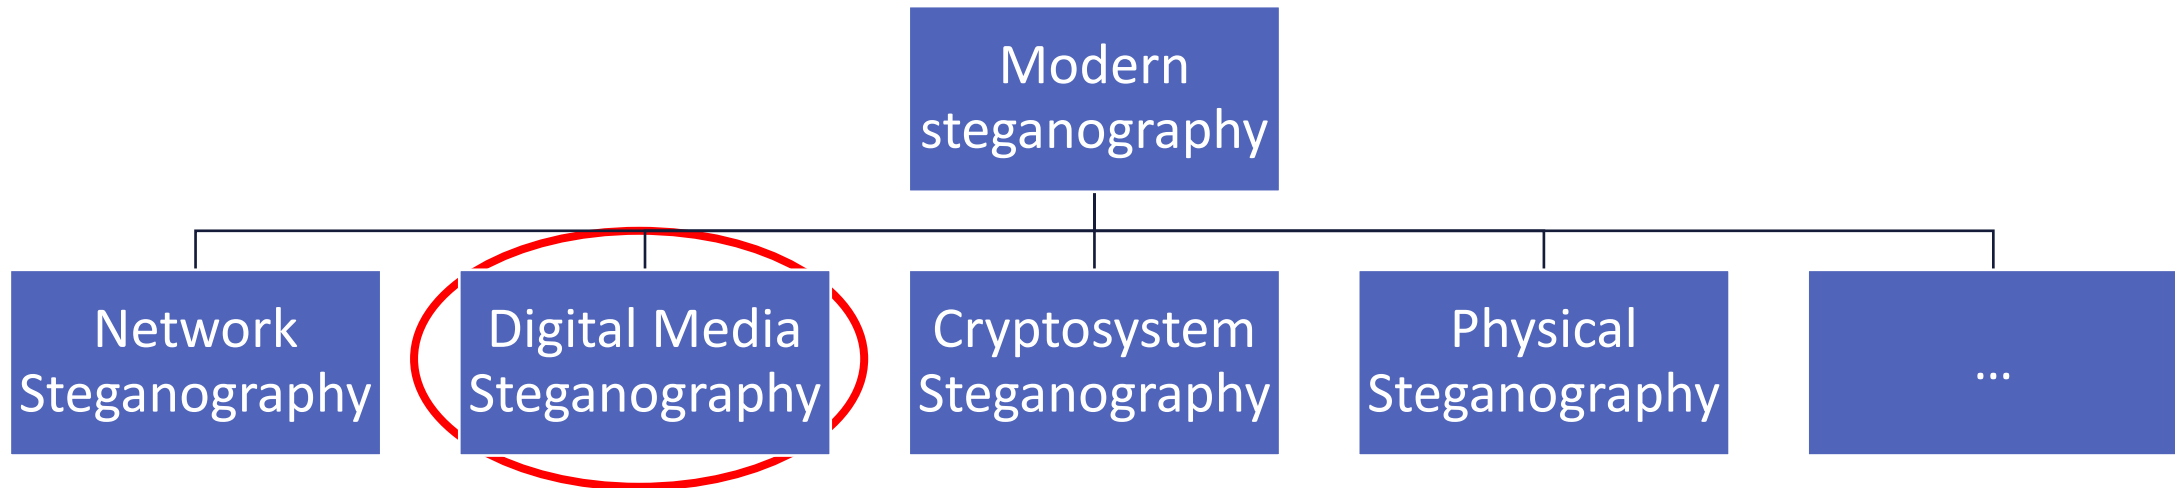 Modern
steganography
Network
Steganography
Digital Media
Steganography
Cryptosystem
Steganography
Physical
Steganography
...